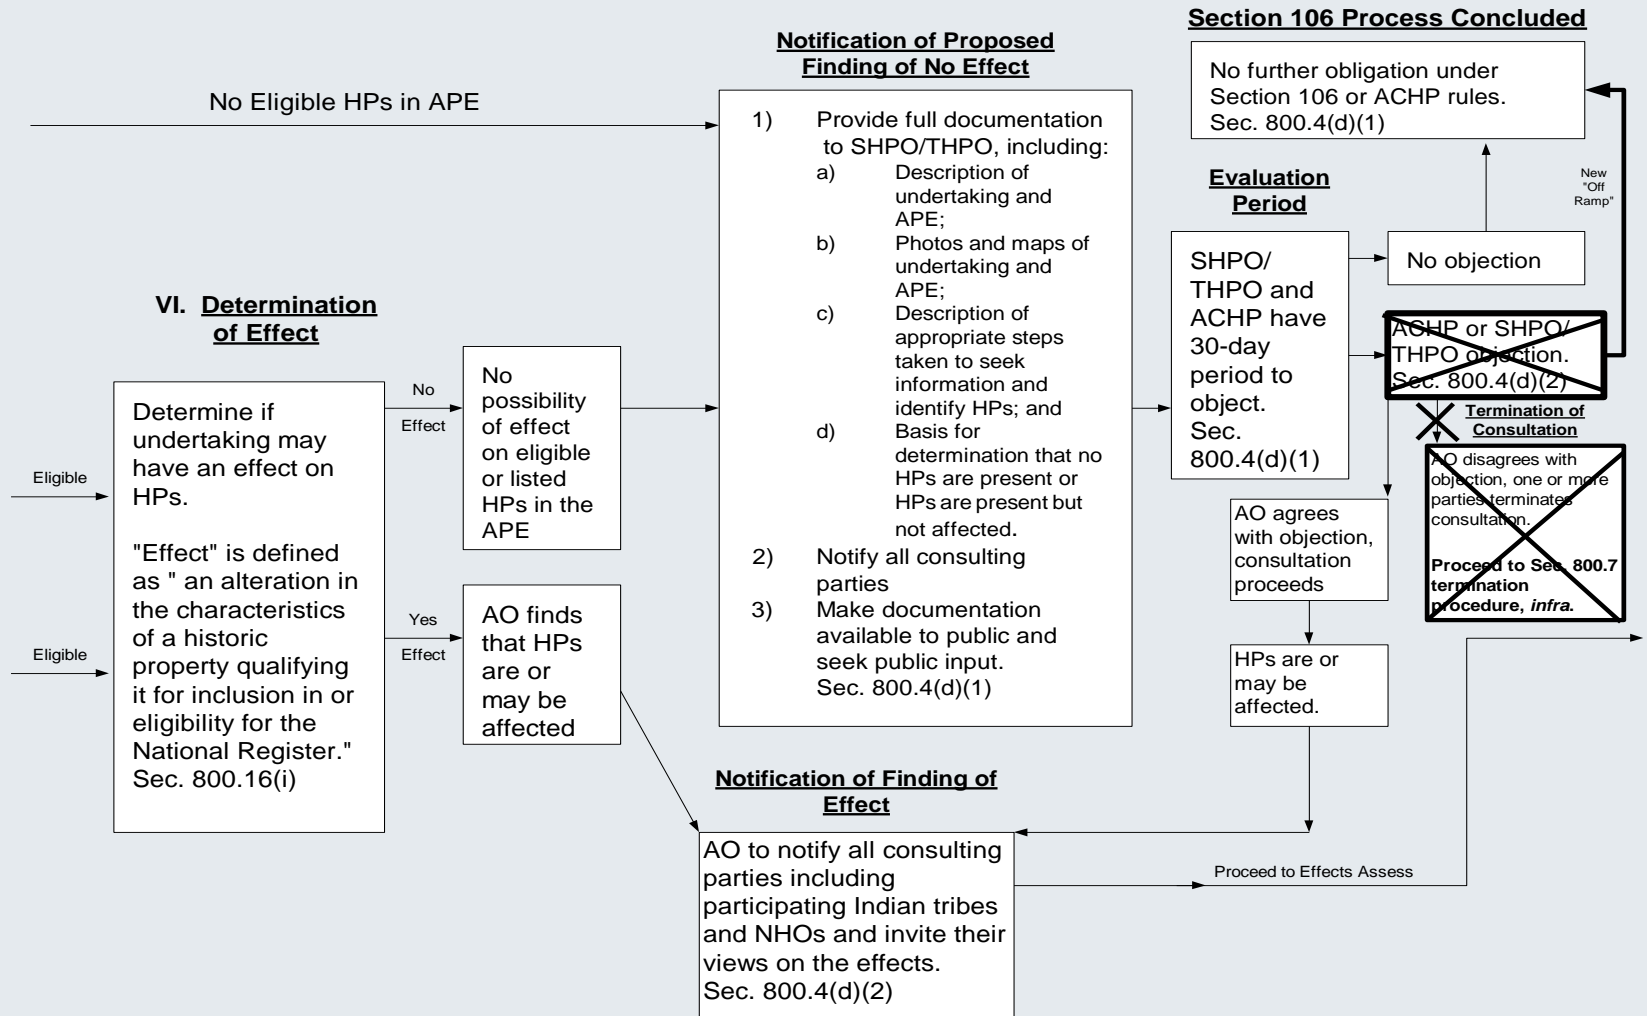 Section 106 Process Concluded
No further obligation under
Section 106 or ACHP rules.
Sec. 800.4(d)(1)
Notification of Proposed
Finding of No Effect
No Eligible HPs in APE
1) Provide full documentation
to SHPO/THPO, including:
a) Description of
undertaking and
APE;
b) Photos and maps of
undertaking and
APE;
c) Description of
appropriate steps
taken to seek
information and
identify HPs; and
d) Basis for
determination that no
HPs are present or
HPs are present but
not affected.
2) Notify all consulting
parties
3) Make documentation
available to public and
seek public input.
Sec. 800.4(d)(1)
Evaluation
Period
SHPO/
THPO and
ACHP have
30-day
period to
object.
Sec.
800.4(d)(1)
New
"Off
Ramp"
No objection
ACHP or SHPO/
THPO objection.
Sec. 800.4(d)(2)
Termination of
Consultation
AO disagrees with
objection, one or more
parties terminates
consultation.
Proceed to Sec. 800.7
termination
procedure, infra.
AO agrees
with objection,
consultation
proceeds
HPs are or
may be
affected.
VI. Determination
of Effect
Eligible
Eligible
Determine if
undertaking may
have an effect on
HPs.
"Effect" is defined
as " an alteration in
the characteristics
of a historic
property qualifying
it for inclusion in or
eligibility for the
National Register."
Sec. 800.16(i)
No
Effect
No
possibility
of effect
on eligible
or listed
HPs in the
APE
Yes
Effect
AO finds
that HPs
are or
may be
affected
Notification of Finding of
Effect
AO to notify all consulting
parties including
participating Indian tribes
and NHOs and invite their
views on the effects.
Sec. 800.4(d)(2)
Proceed to Effects Assess